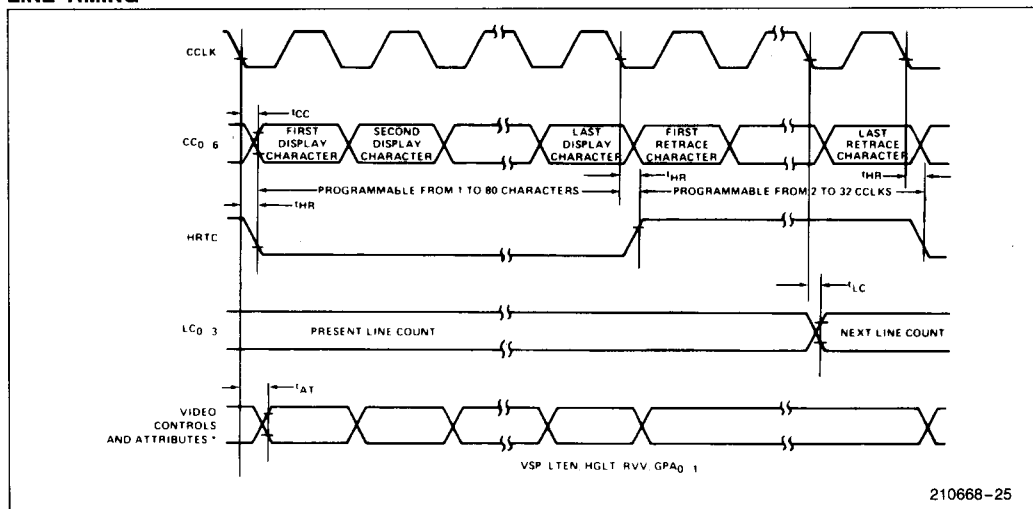 LINE TIMING
CCLK
tCC
CC0 6
FIRST DISPLAY CHARACTER
SECOND DISPLAY CHARACTER
LAST DISPLAY CHARACTER
FIRST RETRACE CHARACTER
LAST RETRACE CHARACTER
tHR
tHR
PROGRAMMABLE FROM 1 TO 80 CHARACTERS
PROGRAMMABLE FROM 2 TO 32 CCLKS
tHR
HRTC
tLC
LC0 3
PRESENT LINE COUNT
NEXT LINE COUNT
tAT
VIDEO
CONTROLS
AND ATTRIBUTES *
VSP LTEN HGLT RVV GPA0 1
210668-25